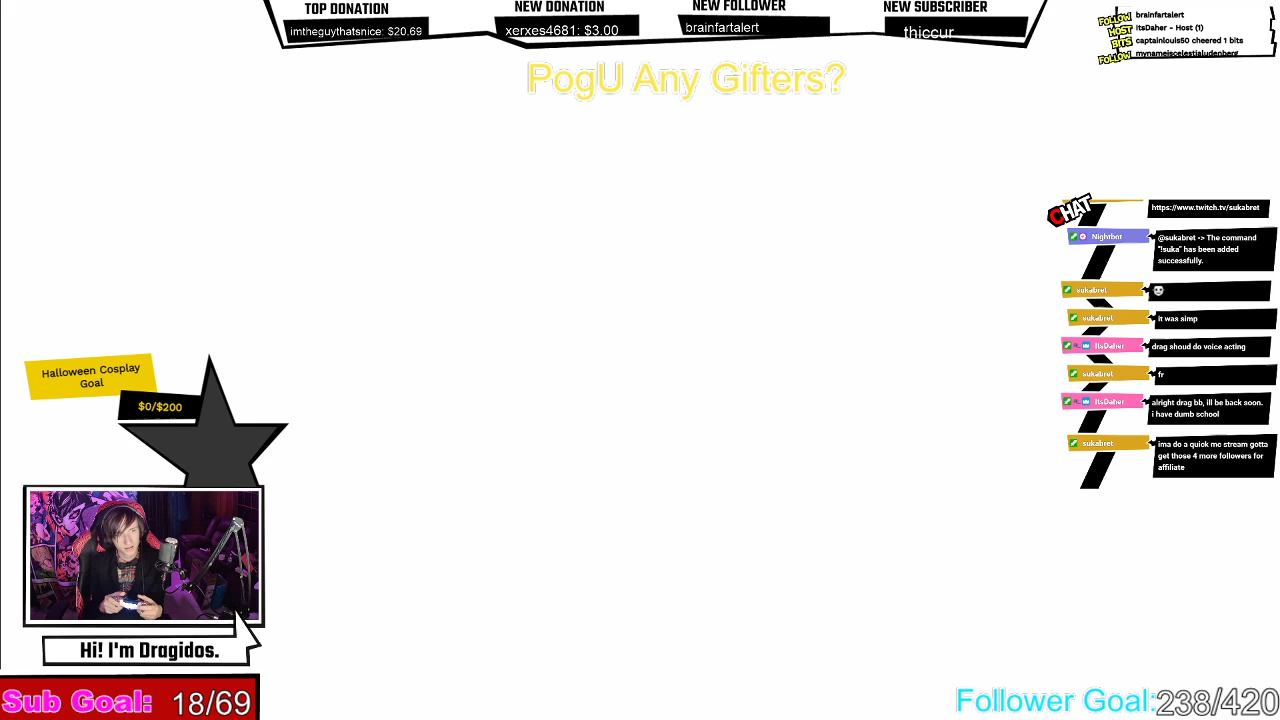 TOP DONATION
imtheguythatsnice: $20.69
NEW DONATION
xerxes4681: $3.00
NEW FOLLOWER
brainfartalert
NEW SUBSCRIBER
thiccur
FOLLOW brainfartalert
HOST ItsDaher - Host (1)
BITS captainlouis50 cheered 1 bits
FOLLOW mynameiscelestialudenberg
PogU Any Gifters?
CHAT
https://www.twitch.tv/sukabret
Nightbot
@sukabret -> The command
"!suka" has been added
successfully.
sukabret
sukabret
it was simp
ItsDaher
drag shoud do voice acting
sukabret
fr
ItsDaher
alright drag bb, ill be back soon.
i have dumb school
sukabret
ima do a quick mc stream gotta
get those 4 more followers for
affiliate
Halloween Cosplay
Goal
$0/$200
Hi! I'm Dragidos.
Sub Goal: 18/69
Follower Goal: 238/420